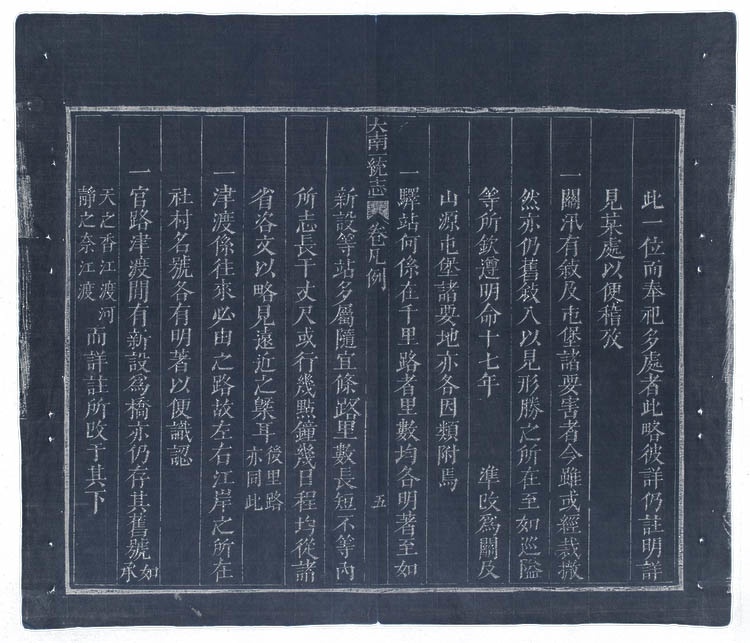 此一位而奉祀多處者此略彼詳仍註明詳
見某處以便稽攷
一關汛有敍及屯堡諸要害者今雖或經裁撤
然亦仍舊敍入以見形勝之所在至如巡隘
等所欽遵明命十七年 準改爲關及
山源屯堡諸要地亦各因類附焉
一驛站何係在千里路者里數均各明著至如
大南一統志 卷凡例 五
新設等站多屬隨宜條路里數長短不等內
所志長干丈尺或行幾點鐘幾日程均從諸
省咨文以略見遠近之槩耳後里路亦同此
一津渡係往來必由之路故左右江岸之所在
社村名號各有明著以便識認
一官路津渡間有新設爲橋亦仍存其舊號如承
天之香江渡河靜之奈江渡而詳註所改于其下